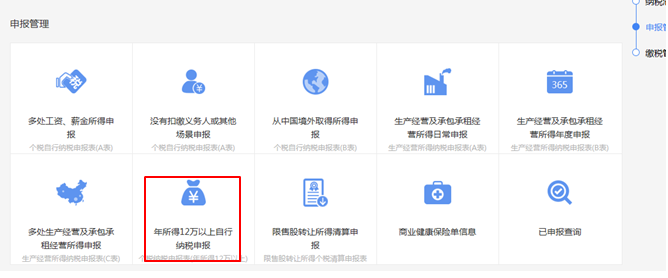 纳税
申报管理
申报管
缴税管
365
多处工资、薪金所得申
报
个税自行纳税申报表(A表)
没有扣缴义务人或其他
场景申报
个税自行纳税申报表(A表)
从中国境外取得所得申
报
个税自行纳税申报表(B表)
生产经营及承包承租经
营所得日常申报
生产经营所得纳税申报表(A表)
生产经营及承包承租经
营所得年度申报
生产经营所得纳税申报表(B表)
多处生产经营及承包承
租经营所得申报
生产经营所得纳税申报表(C表)
年所得12万以上自行
纳税申报
个税纳税申报表(年所得12万以上)
限售股转让所得清算申
报
限售股转让所得个税清算申报表
商业健康保险单信息
已申报查询